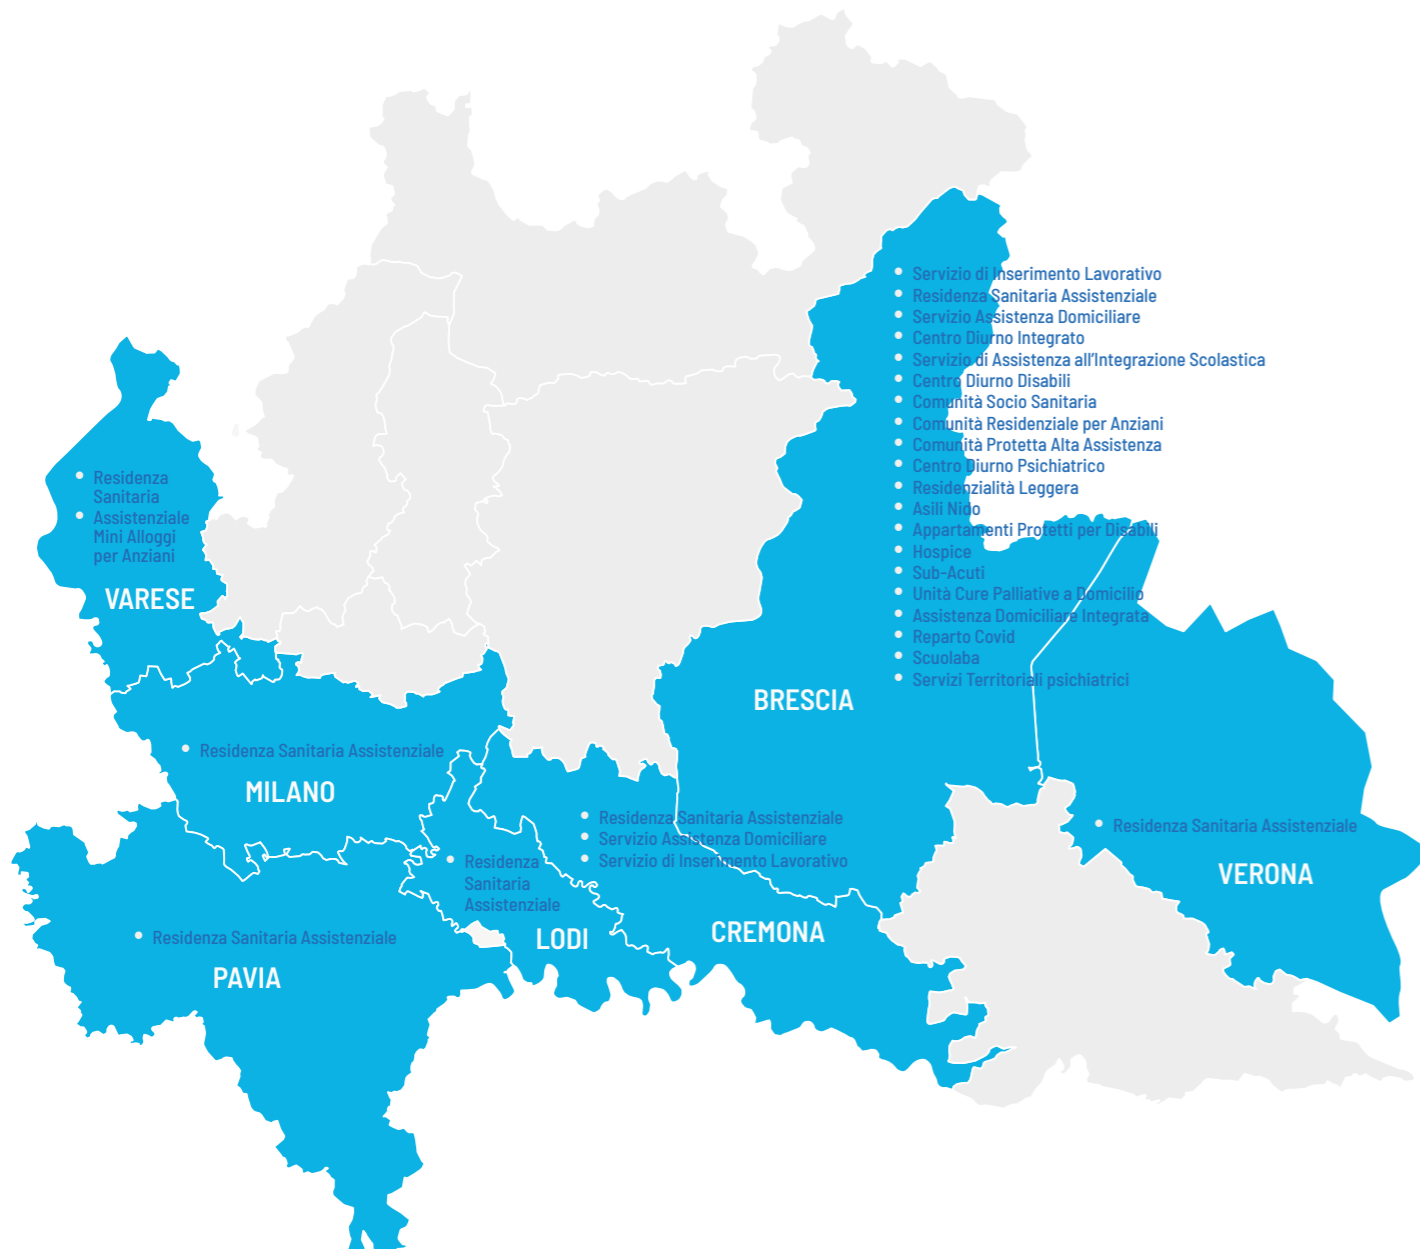 • Servizio di Inserimento Lavorativo
• Residenza Sanitaria Assistenziale
• Servizio Assistenza Domiciliare
• Centro Diurno Integrato
• Servizio di Assistenza all'Integrazione Scolastica
• Centro Diurno Disabili
• Comunità Socio Sanitaria
• Comunità Residenziale per Anziani
• Comunità Protetta Alta Assistenza
• Centro Diurno Psichiatrico
• Residenzialità Leggera
• Asili Nido
• Appartamenti Protetti per Disabili
• Hospice
• Sub-Acuti
• Unità Cure Palliative a Domicilio
• Assistenza Domiciliare Integrata
• Reparto Covid
• Scuolaba
• Servizi Territoriali psichiatrici
BRESCIA
• Residenza
Sanitaria
• Assistenziale
Mini Alloggi
per Anziani
VARESE
• Residenza Sanitaria Assistenziale
MILANO
• Residenza Sanitaria Assistenziale
• Servizio Assistenza Domiciliare
• Servizio di Inserimento Lavorativo
CREMONA
• Residenza Sanitaria Assistenziale
VERONA
• Residenza
Sanitaria
Assistenziale
LODI
• Residenza Sanitaria Assistenziale
PAVIA